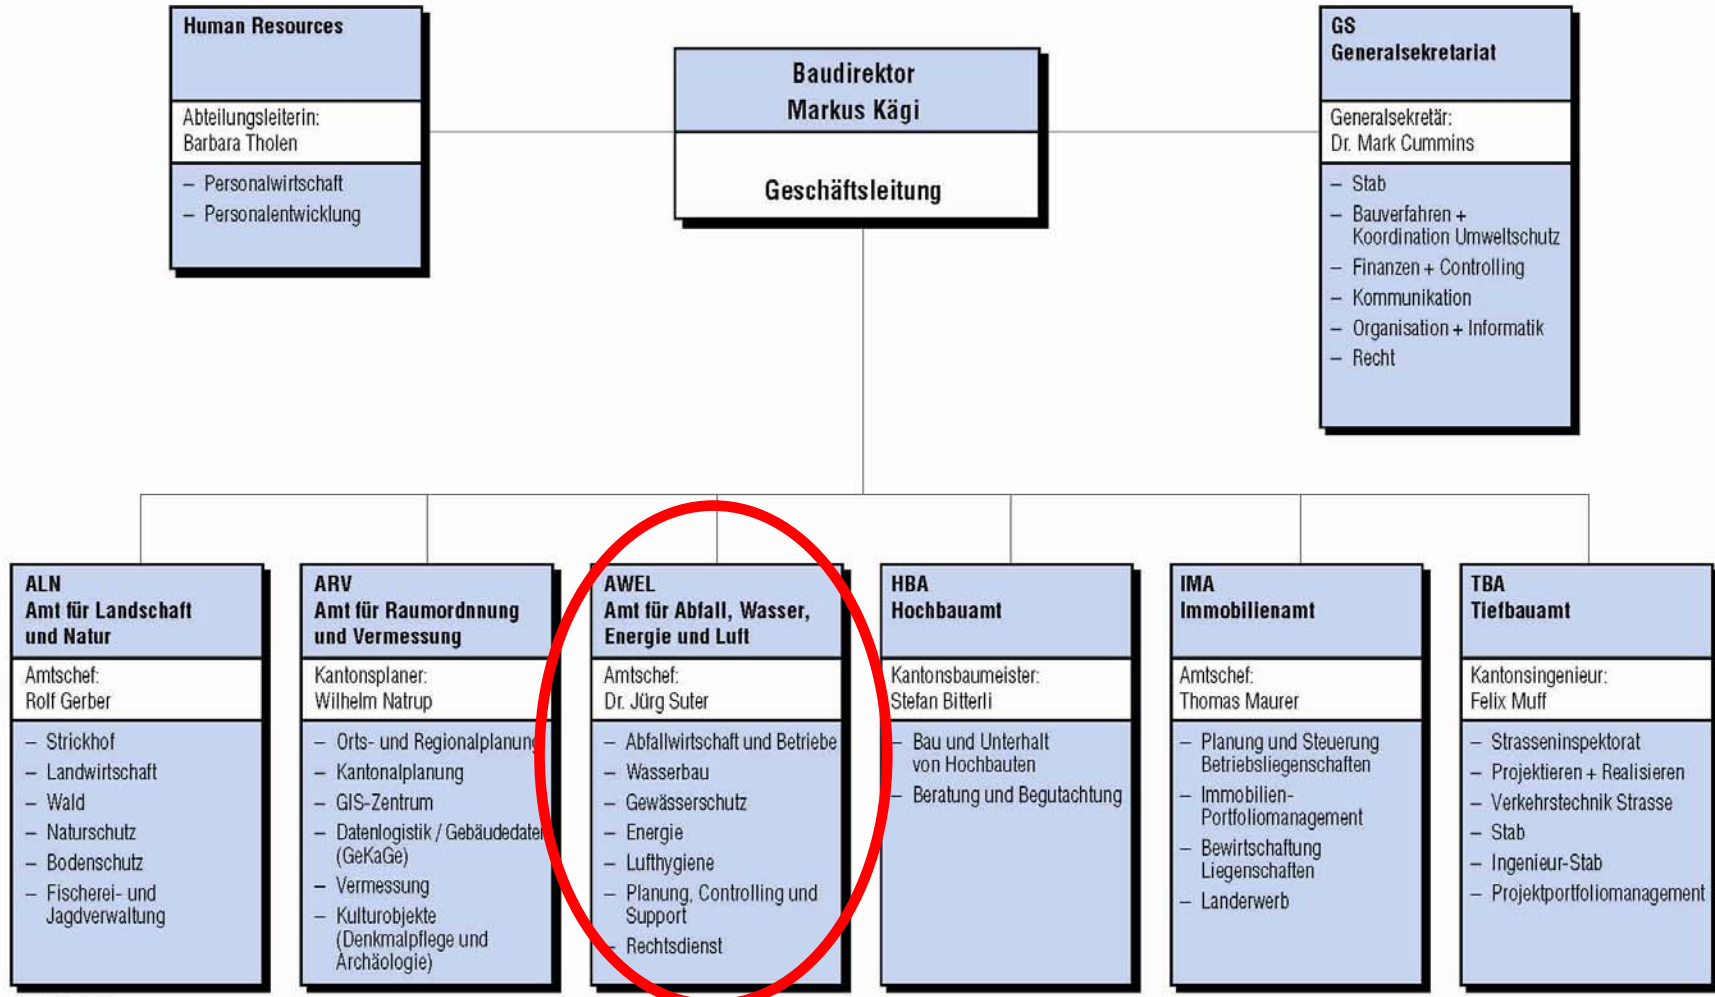 Human Resources
Abteilungsleiterin:
Barbara Tholen
– Personalwirtschaft
– Personalentwicklung
Baudirektor
Markus Kägi
Geschäftsleitung
GS
Generalsekretariat
Generalsekretär:
Dr. Mark Cummins
– Stab
– Bauverfahren +
Koordination Umweltschutz
– Finanzen + Controlling
– Kommunikation
– Organisation + Informatik
– Recht
ALN
Amt für Landschaft
und Natur
Amtschef:
Rolf Gerber
– Strickhof
– Landwirtschaft
– Wald
– Naturschutz
– Bodenschutz
– Fischerei- und
Jagdverwaltung
ARV
Amt für Raumordnnung
und Vermessung
Kantonsplaner:
Wilhelm Natrup
– Orts- und Regionalplanung
– Kantonalplanung
– GIS-Zentrum
– Datenlogistik / Gebäudedaten
(GeKaGe)
– Vermessung
– Kulturobjekte
(Denkmalpflege und
Archäologie)
AWEL
Amt für Abfall, Wasser,
Energie und Luft
Amtschef:
Dr. Jürg Suter
– Abfallwirtschaft und Betriebe
– Wasserbau
– Gewässerschutz
– Energie
– Lufthygiene
– Planung, Controlling und
Support
– Rechtsdienst
HBA
Hochbauamt
Kantonsbaumeister:
Stefan Bitterli
– Bau und Unterhalt
von Hochbauten
– Beratung und Begutachtung
IMA
Immobilienamt
Amtschef:
Thomas Maurer
– Planung und Steuerung
Betriebsliegenschaften
– Immobilien-
Portfoliomanagement
– Bewirtschaftung
Liegenschaften
– Landerwerb
TBA
Tiefbauamt
Kantonsingenieur:
Felix Muff
– Strasseninspektorat
– Projektieren + Realisieren
– Verkehrstechnik Strasse
– Stab
– Ingenieur-Stab
– Projektportfoliomanagement